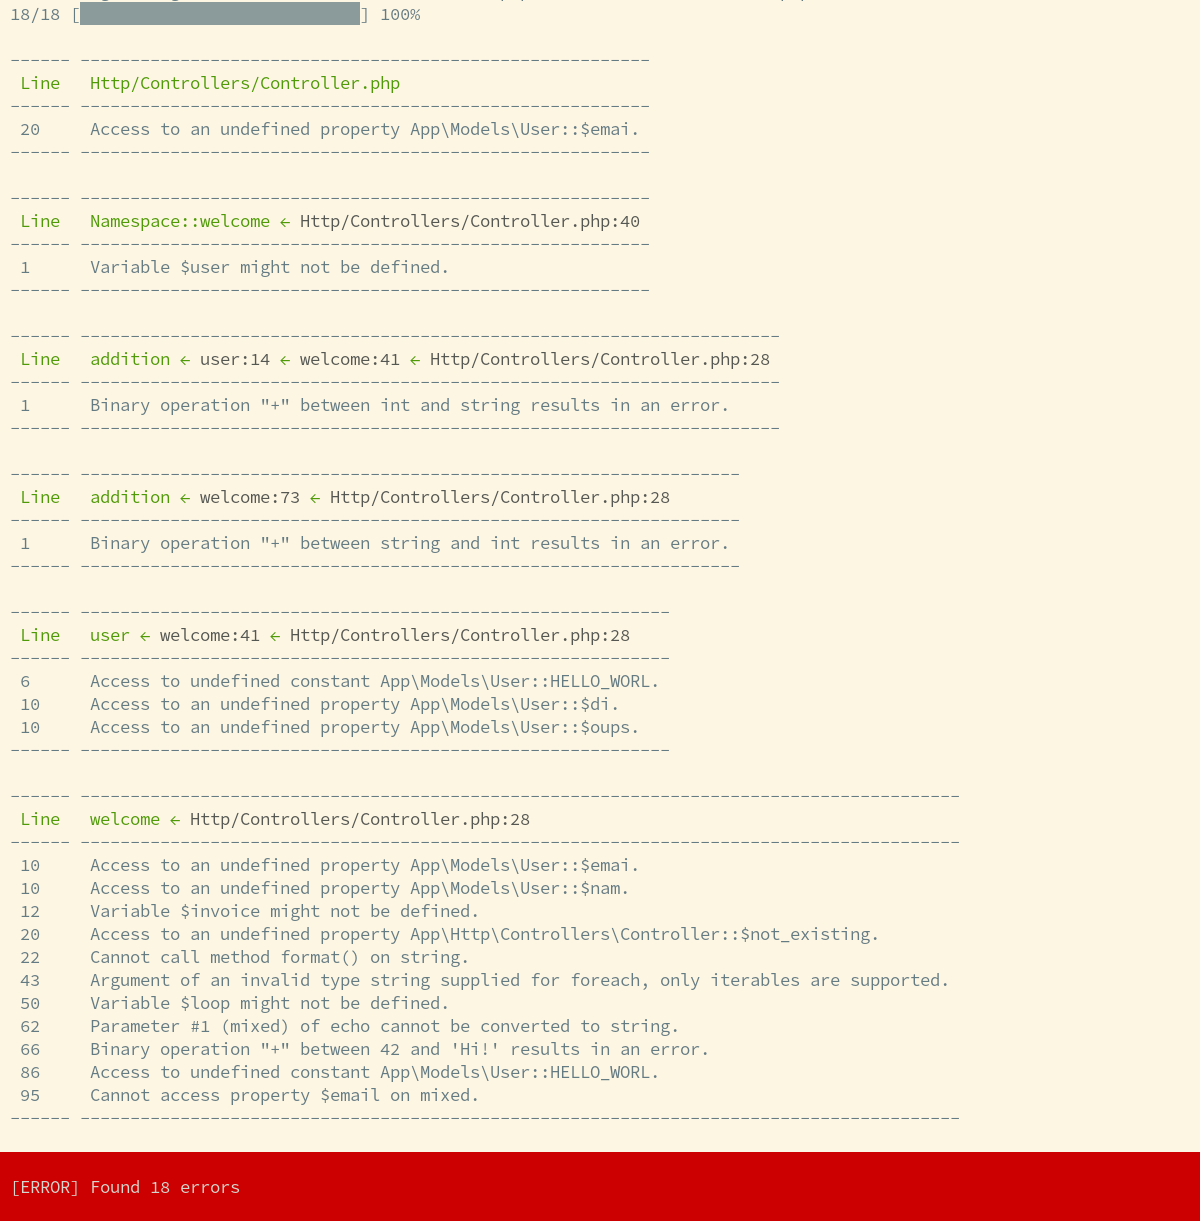 18/18 [ ] 100%
------ ---------------------------------------------------------
Line Http/Controllers/Controller.php
------ ---------------------------------------------------------
20 Access to an undefined property App\Models\User::$emai.
------ ---------------------------------------------------------
------ ---------------------------------------------------------
Line Namespace::welcome ← Http/Controllers/Controller.php:40
------ ---------------------------------------------------------
1 Variable $user might not be defined.
------ ---------------------------------------------------------
------ ----------------------------------------------------------------------
Line addition ← user:14 ← welcome:41 ← Http/Controllers/Controller.php:28
------ ----------------------------------------------------------------------
1 Binary operation "+" between int and string results in an error.
------ ----------------------------------------------------------------------
------ ------------------------------------------------------------------
Line addition ← welcome:73 ← Http/Controllers/Controller.php:28
------ ------------------------------------------------------------------
1 Binary operation "+" between string and int results in an error.
------ ------------------------------------------------------------------
------ -----------------------------------------------------------
Line user ← welcome:41 ← Http/Controllers/Controller.php:28
------ -----------------------------------------------------------
6 Access to undefined constant App\Models\User::HELLO_WORL.
10 Access to an undefined property App\Models\User::$di.
10 Access to an undefined property App\Models\User::$oups.
------ -----------------------------------------------------------
------ ----------------------------------------------------------------------------------------
Line welcome ← Http/Controllers/Controller.php:28
------ ----------------------------------------------------------------------------------------
10 Access to an undefined property App\Models\User::$emai.
10 Access to an undefined property App\Models\User::$nam.
12 Variable $invoice might not be defined.
20 Access to an undefined property App\Http\Controllers\Controller::$not_existing.
22 Cannot call method format() on string.
43 Argument of an invalid type string supplied for foreach, only iterables are supported.
50 Variable $loop might not be defined.
62 Parameter #1 (mixed) of echo cannot be converted to string.
66 Binary operation "+" between 42 and 'Hi!' results in an error.
86 Access to undefined constant App\Models\User::HELLO_WORL.
95 Cannot access property $email on mixed.
------ ----------------------------------------------------------------------------------------
[ERROR] Found 18 errors